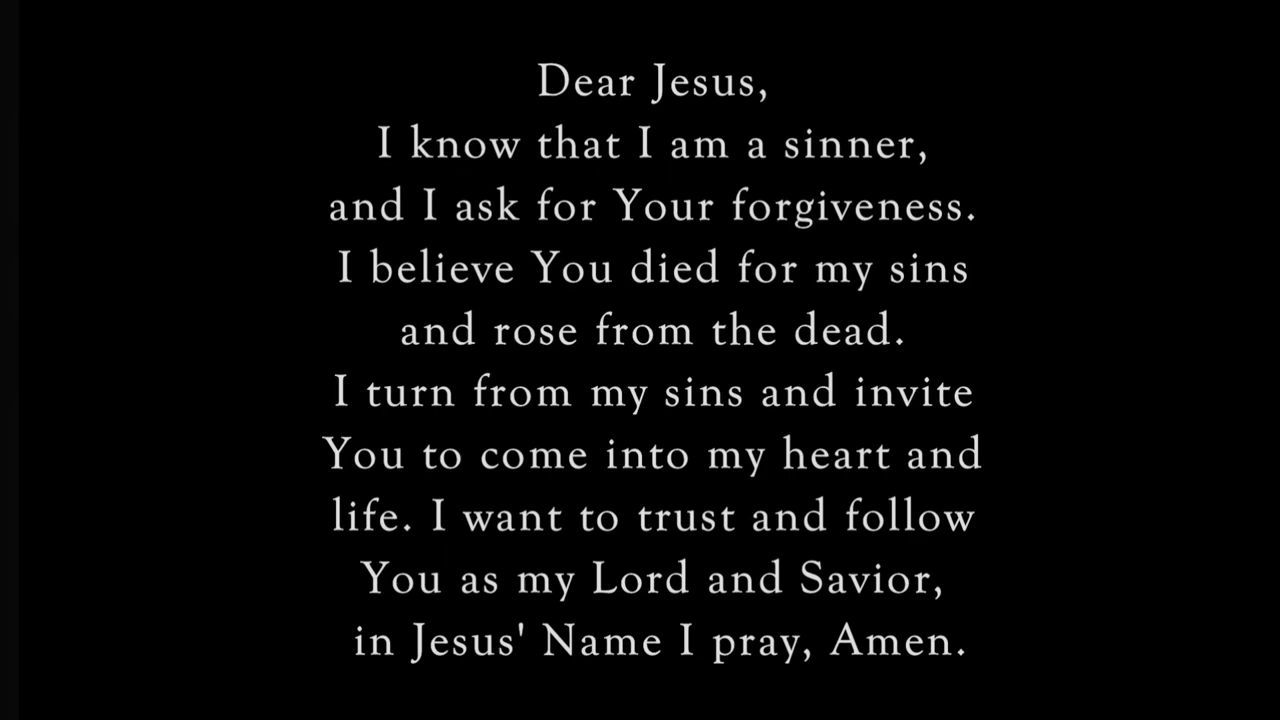 Dear Jesus,
I know that I am a sinner,
and I ask for Your forgiveness.
I believe You died for my sins
and rose from the dead.
I turn from my sins and invite
You to come into my heart and
life. I want to trust and follow
You as my Lord and Savior,
in Jesus' Name I pray, Amen.